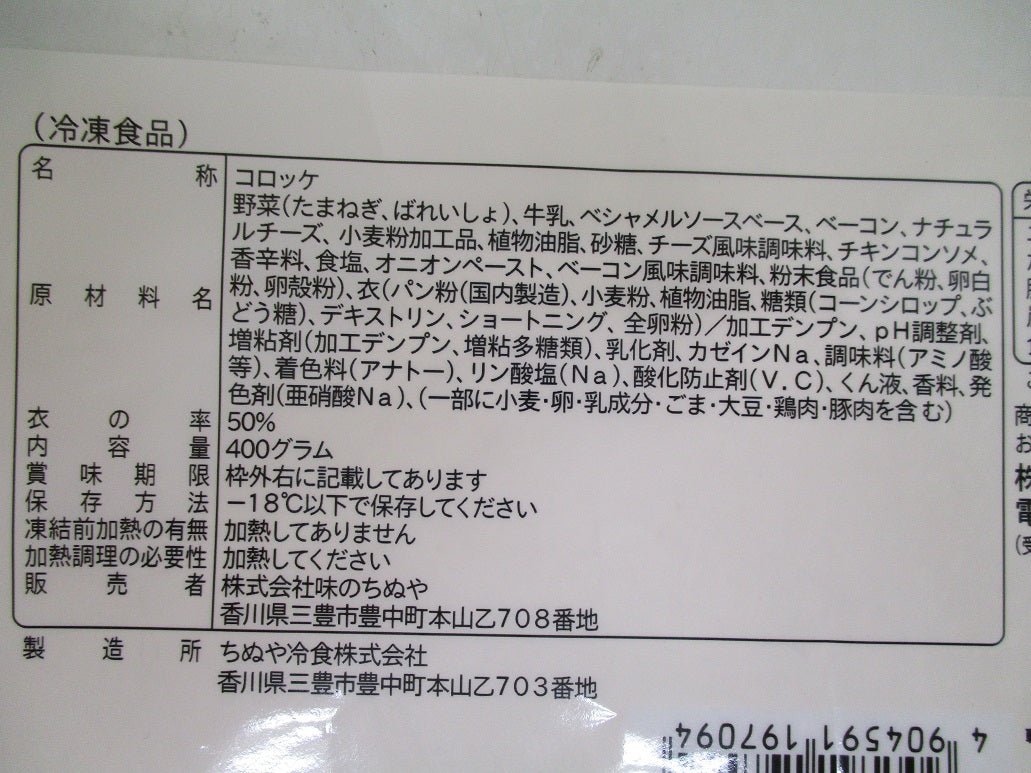 (冷凍食品)
名称 コロッケ
原材料名 野菜(たまねぎ、ばれいしょ)、牛乳、ベシャメルソースベース、ベーコン、ナチュラ
ルチーズ、小麦粉加工品、植物油脂、砂糖、チーズ風味調味料、チキンコンソメ、
香辛料、食塩、オニオンペースト、ベーコン風味調味料、粉末食品(でん粉、卵白
粉、卵殻粉)、衣(パン粉(国内製造)、小麦粉、植物油脂、糖類(コーンシロップ、ぶ
どう糖)、デキストリン、ショートニング、全卵粉)/加工デンプン、pH調整剤、
増粘剤(加工デンプン、増粘多糖類)、乳化剤、カゼインNa、調味料(アミノ酸
等)、着色料(アナトー)、リン酸塩(Na)、酸化防止剤(V.C)、くん液、香料、発
色剤(亜硝酸Na)、(一部に小麦・卵・乳成分・ごま・大豆・鶏肉・豚肉を含む)
衣の率 50%
内容量 400グラム
賞味期限 枠外右に記載してあります
保存方法 −18℃以下で保存してください
凍結前加熱の有無 加熱してありません
加熱調理の必要性 加熱してください
販売者 株式会社味のちぬや
香川県三豊市豊中町本山乙708番地
製造所 ちぬや冷食株式会社
香川県三豊市豊中町本山乙703番地
4 904591 197094